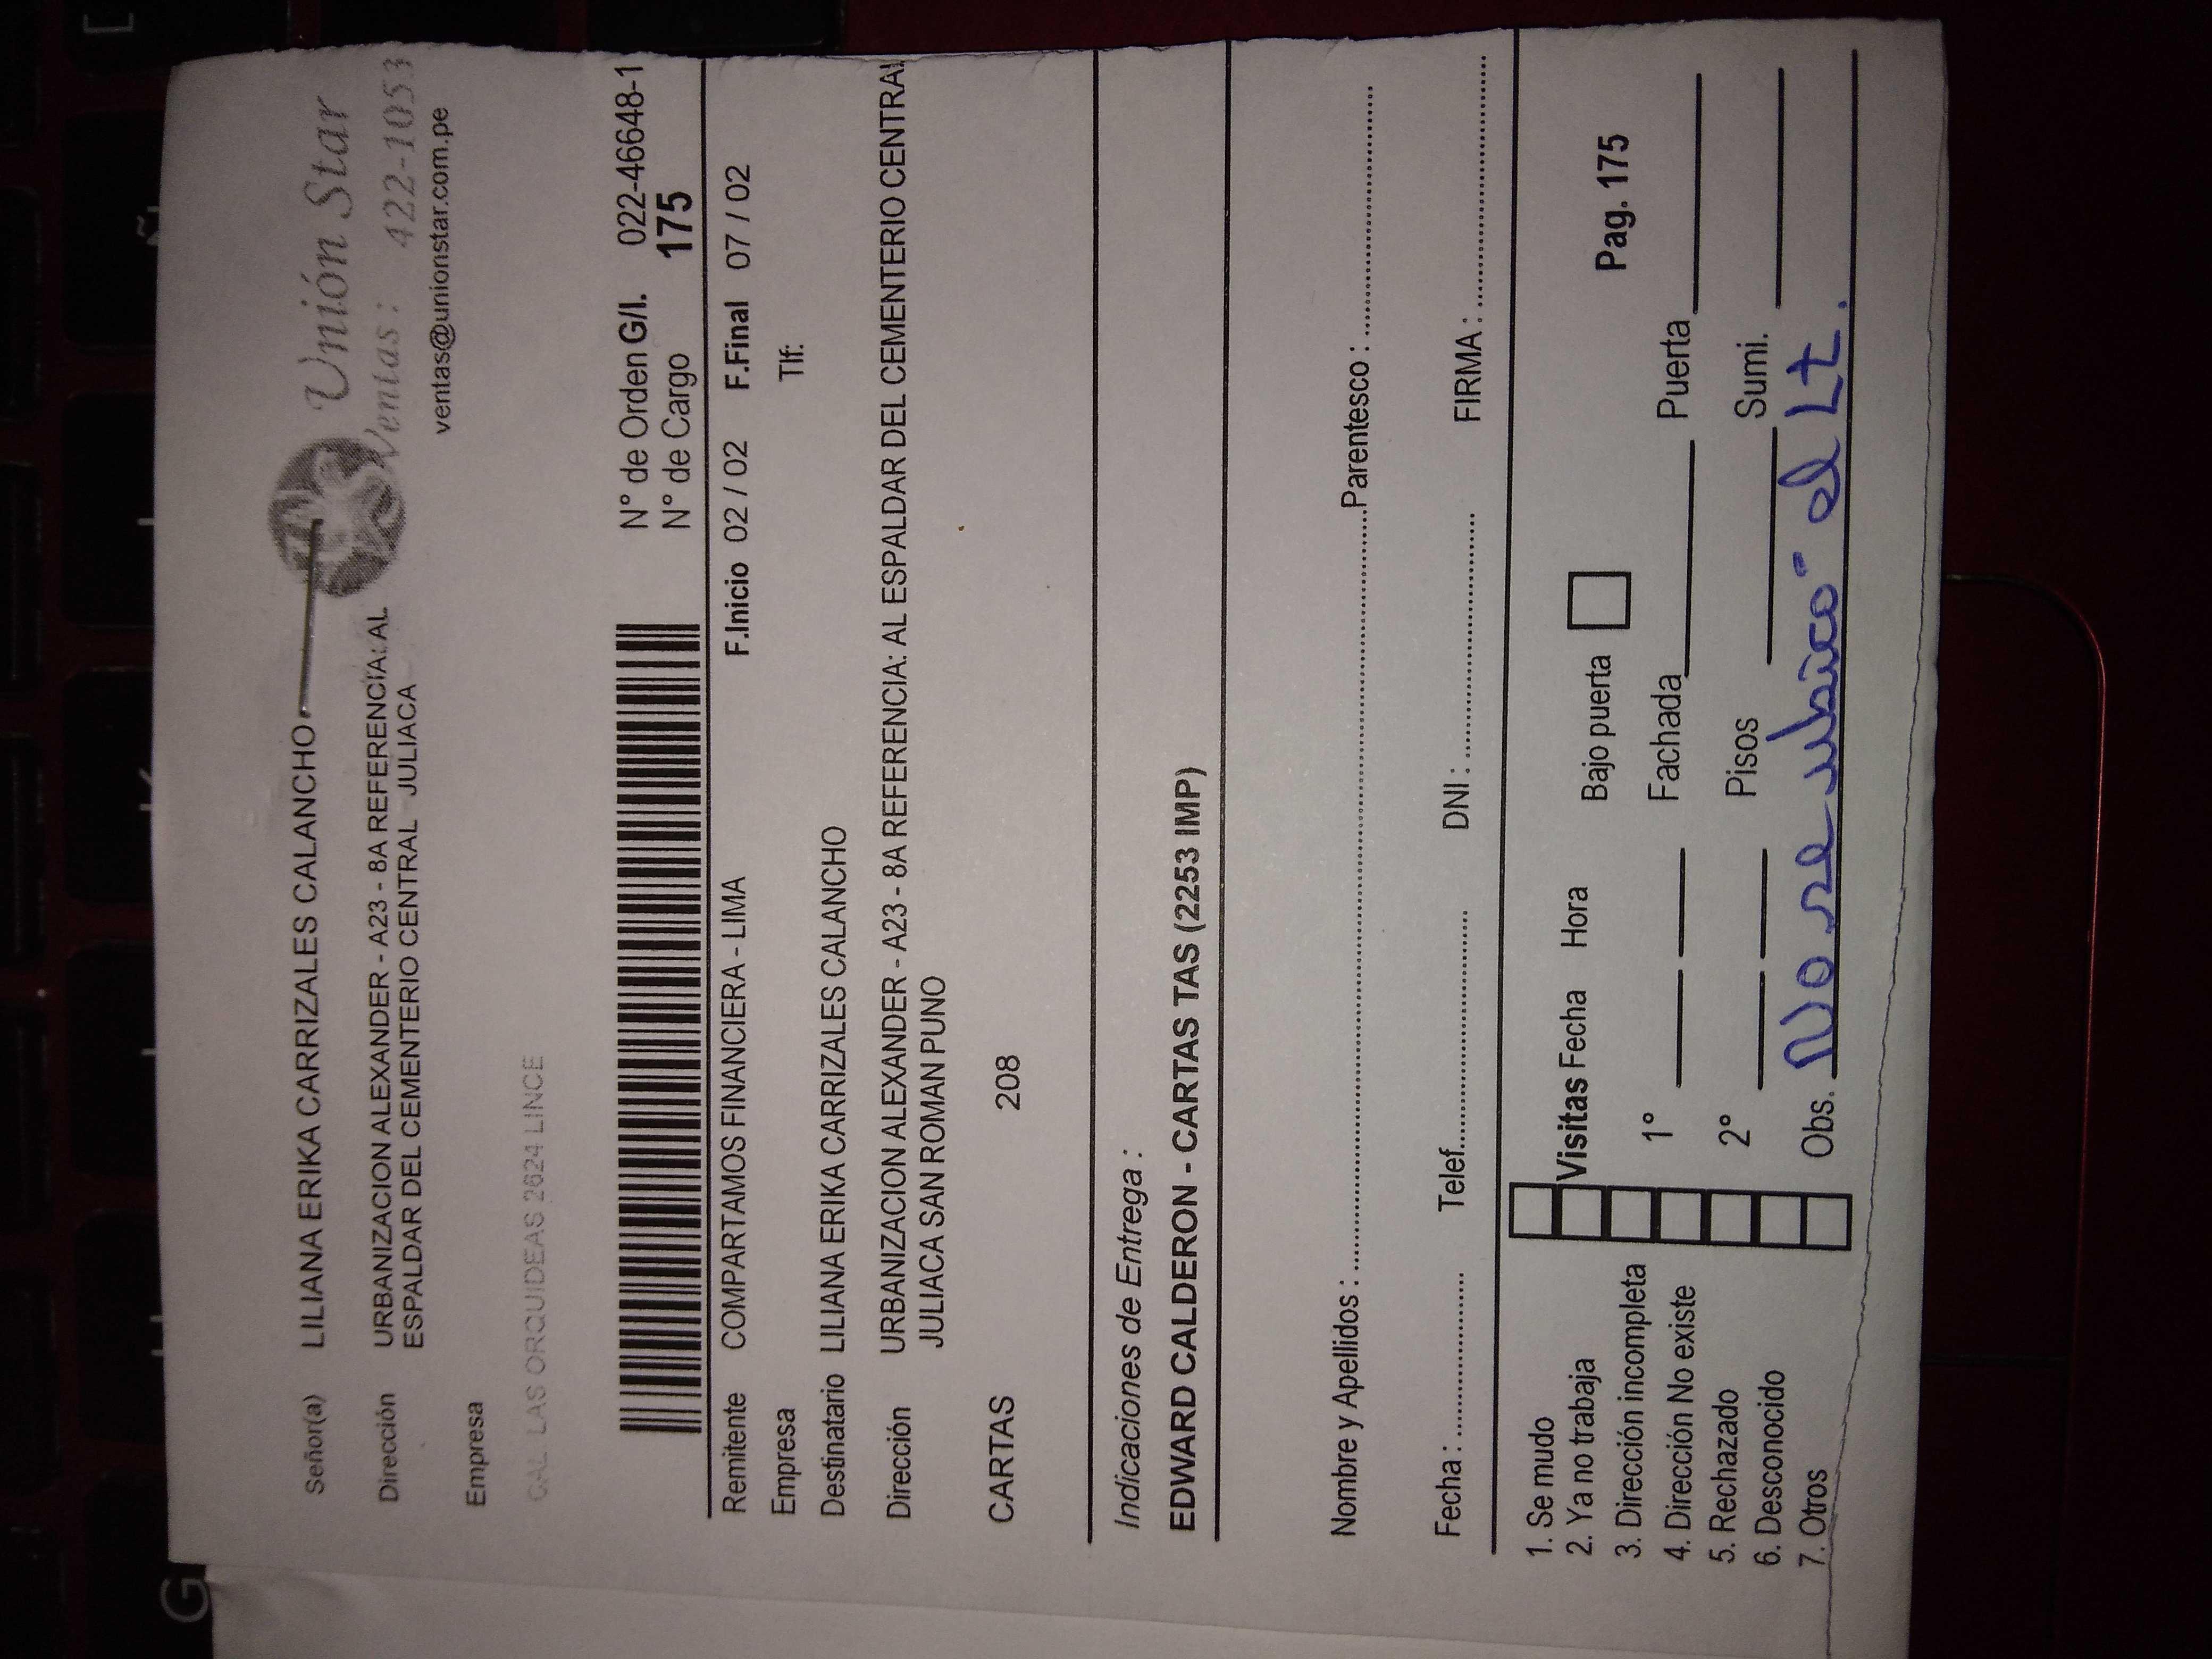 Unión Star
Ventas: 422-1053
ventas@unionstar.com.pe
Señor(a) LILIANA ERIKA CARRIZALES CALANCHO
Dirección URBANIZACION ALEXANDER - A23 - 8A REFERENCIA: AL
ESPALDAR DEL CEMENTERIO CENTRAL JULIACA
Empresa
CAL LAS ORQUIDEAS 2624 LINCE
N° de Orden G/I. 022-46648-1
N° de Cargo 175
Remitente COMPARTAMOS FINANCIERA - LIMA F.Inicio 02 / 02 F.Final 07 / 02
Empresa Tlf:
Destinatario LILIANA ERIKA CARRIZALES CALANCHO
Dirección URBANIZACION ALEXANDER - A23 - 8A REFERENCIA: AL ESPALDAR DEL CEMENTERIO CENTRAL
JULIACA SAN ROMAN PUNO
CARTAS 208
Indicaciones de Entrega :
EDWARD CALDERON - CARTAS TAS (2253 IMP)
Nombre y Apellidos : Parentesco :
Fecha : Telef. DNI : FIRMA :
1. Se mudo
2. Ya no trabaja Visitas Fecha Hora Bajo puerta Pag. 175
3. Dirección incompleta
4. Dirección No existe 1° Fachada Puerta
5. Rechazado
6. Desconocido 2° Pisos Sumi.
7. Otros Obs. No se ubico el Lt.
G